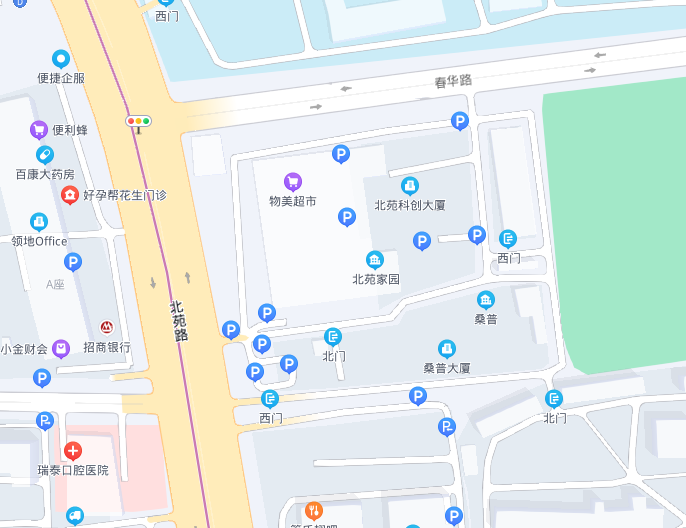 西门
便捷企服
春华路
便利蜂
百康大药房
好孕帮花生门诊
物美超市
北苑科创大厦
领地Office
西门
A座
北苑家园
桑普
北苑路
小金财会
招商银行
北门
桑普大厦
西门
北门
瑞泰口腔医院